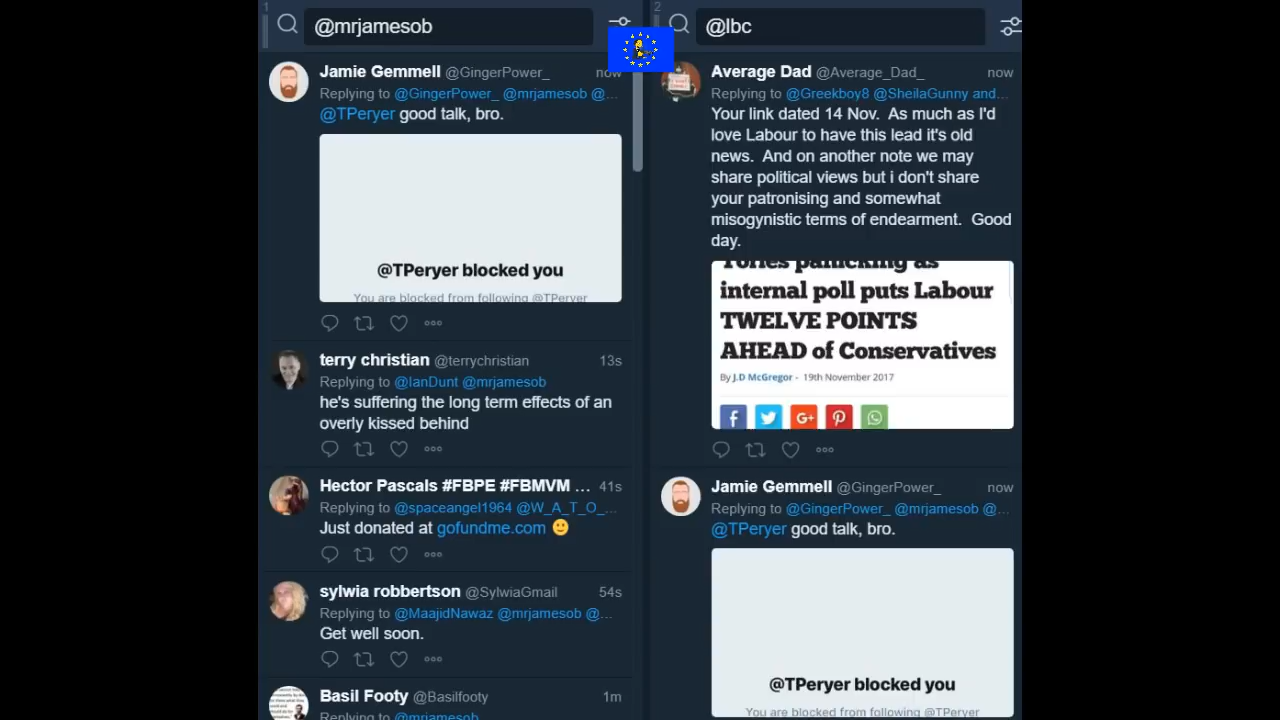 1
@mrjamesob
Jamie Gemmell @GingerPower_ now
Replying to @GingerPower_ @mrjamesob @...
@TPeryer good talk, bro.
@TPeryer blocked you
You are blocked from following @TPeryer
terry christian @terrychristian 13s
Replying to @IanDunt @mrjamesob
he's suffering the long term effects of an
overly kissed behind
Hector Pascals #FBPE #FBMVM ... 41s
Replying to @spaceangel1964 @W_A_T_O_...
Just donated at gofundme.com 🙂
sylwia robbertson @SylwiaGmail 54s
Replying to @MaajidNawaz @mrjamesob @...
Get well soon.
Basil Footy @Basilfooty 1m
Replying to @mrjamesob
2
@lbc
Average Dad @Average_Dad_ now
Replying to @Greekboy8 @SheilaGunny and...
Your link dated 14 Nov. As much as I'd
love Labour to have this lead it's old
news. And on another note we may
share political views but i don't share
your patronising and somewhat
misogynistic terms of endearment. Good
day.
Tories panicking as
internal poll puts Labour
TWELVE POINTS
AHEAD of Conservatives
By J.D McGregor - 19th November 2017
Jamie Gemmell @GingerPower_ now
Replying to @GingerPower_ @mrjamesob @...
@TPeryer good talk, bro.
@TPeryer blocked you
You are blocked from following @TPeryer